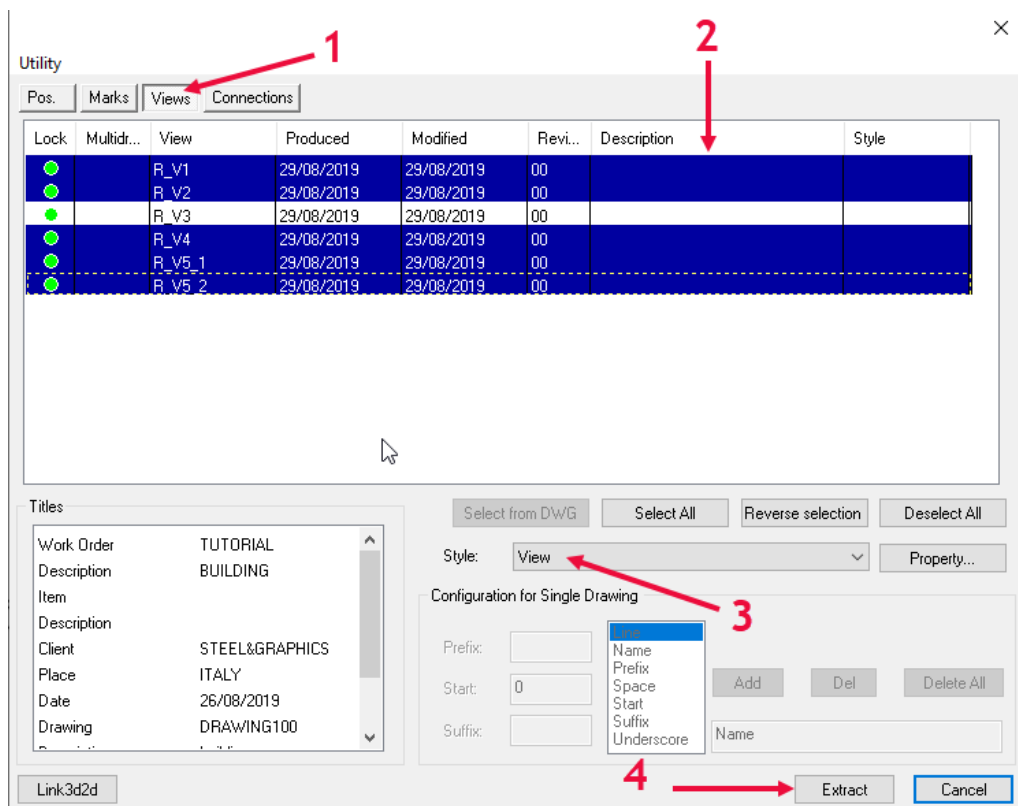 1
2
Utility
Pos. Marks Views Connections
Lock Multidr... View Produced Modified Revi... Description Style
R_V1 29/08/2019 29/08/2019 00
R_V2 29/08/2019 29/08/2019 00
R_V3 29/08/2019 29/08/2019 00
R_V4 29/08/2019 29/08/2019 00
R_V5_1 29/08/2019 29/08/2019 00
R_V5_2 29/08/2019 29/08/2019 00
Titles
Work Order TUTORIAL
Description BUILDING
Item
Description
Client STEEL&GRAPHICS
Place ITALY
Date 26/08/2019
Drawing DRAWING100
Select from DWG Select All Reverse selection Deselect All
Style: View Property...
3
Configuration for Single Drawing
Prefix:
Start: 0
Suffix:
Line
Name
Prefix
Space
Start
Suffix
Underscore
Add Del Delete All
Name
4
Link3d2d
Extract Cancel